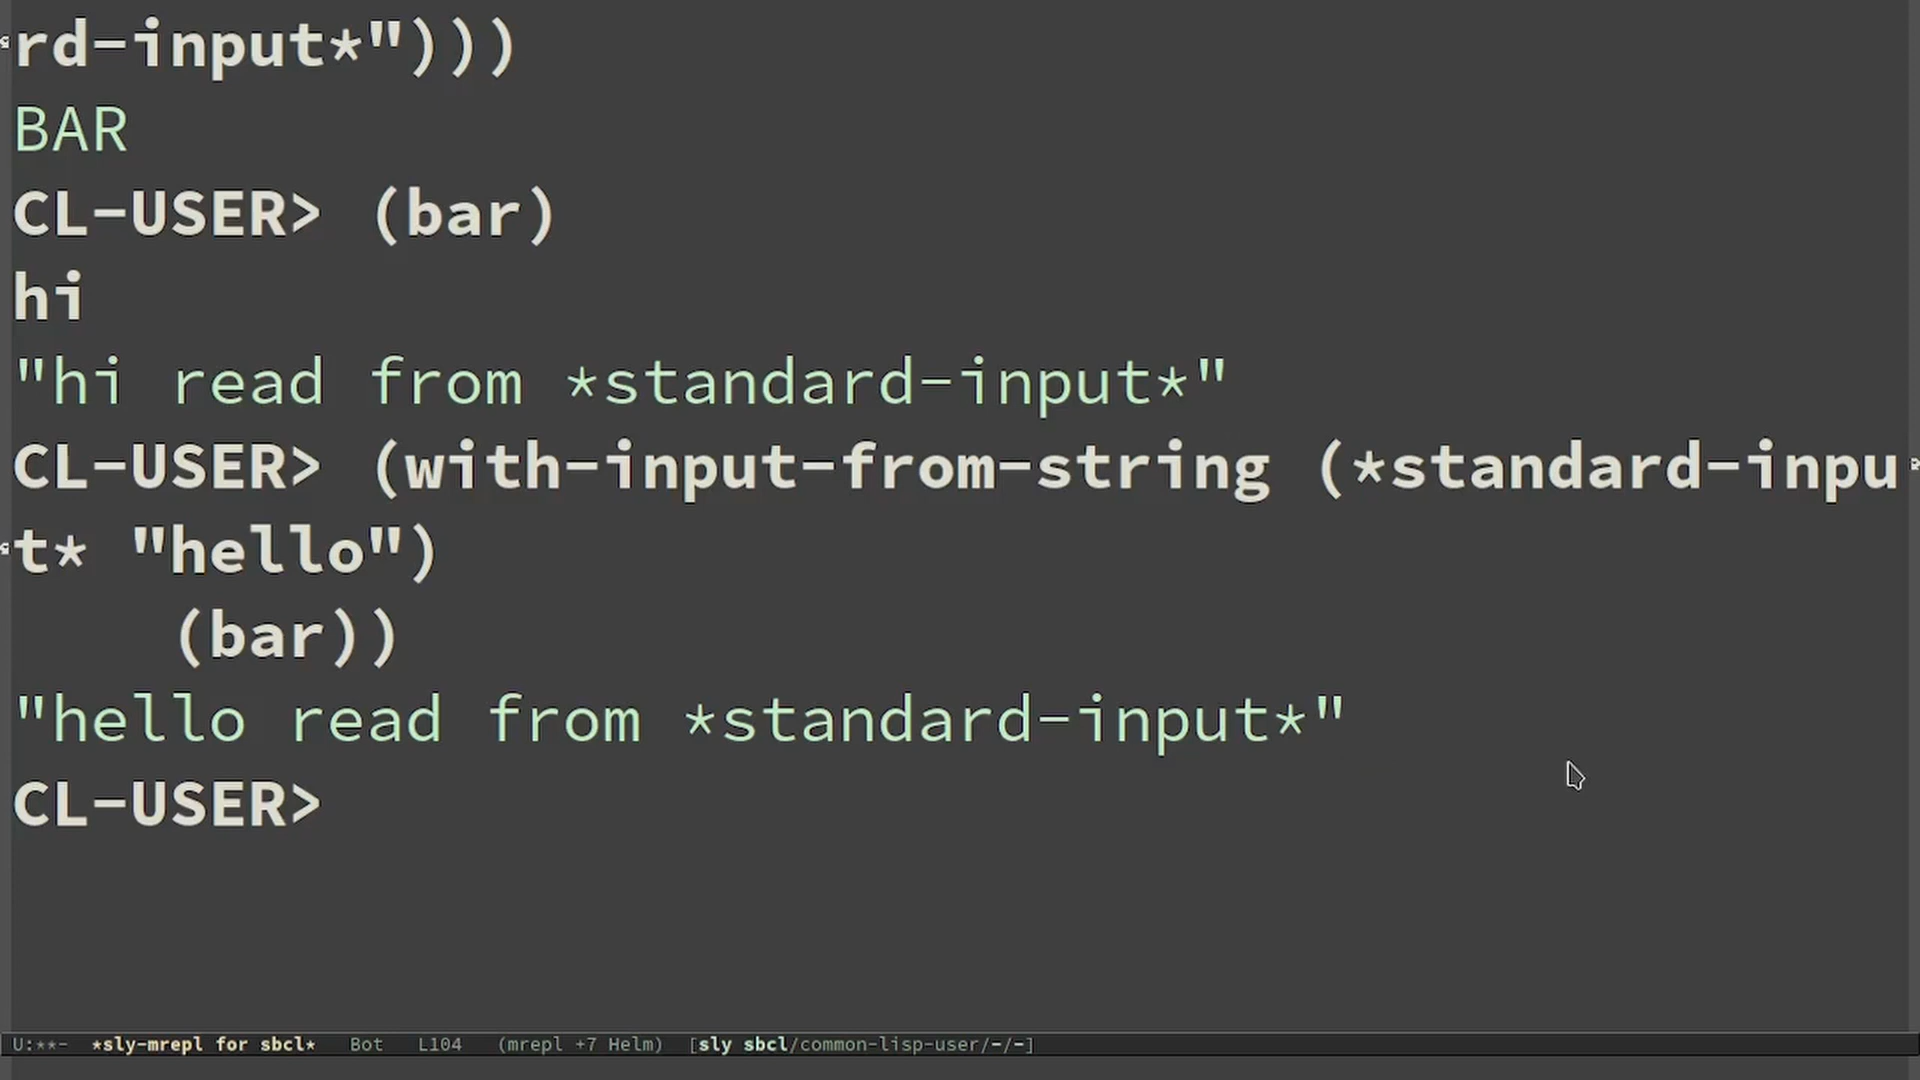 rd-input*")))
BAR
CL-USER> (bar)
hi
"hi read from *standard-input*"
CL-USER> (with-input-from-string (*standard-inpu
t* "hello")
    (bar))
"hello read from *standard-input*"
CL-USER>
U:**-  *sly-mrepl for sbcl*   Bot   L104   (mrepl +7 Helm)  [sly sbcl/common-lisp-user/-/-]